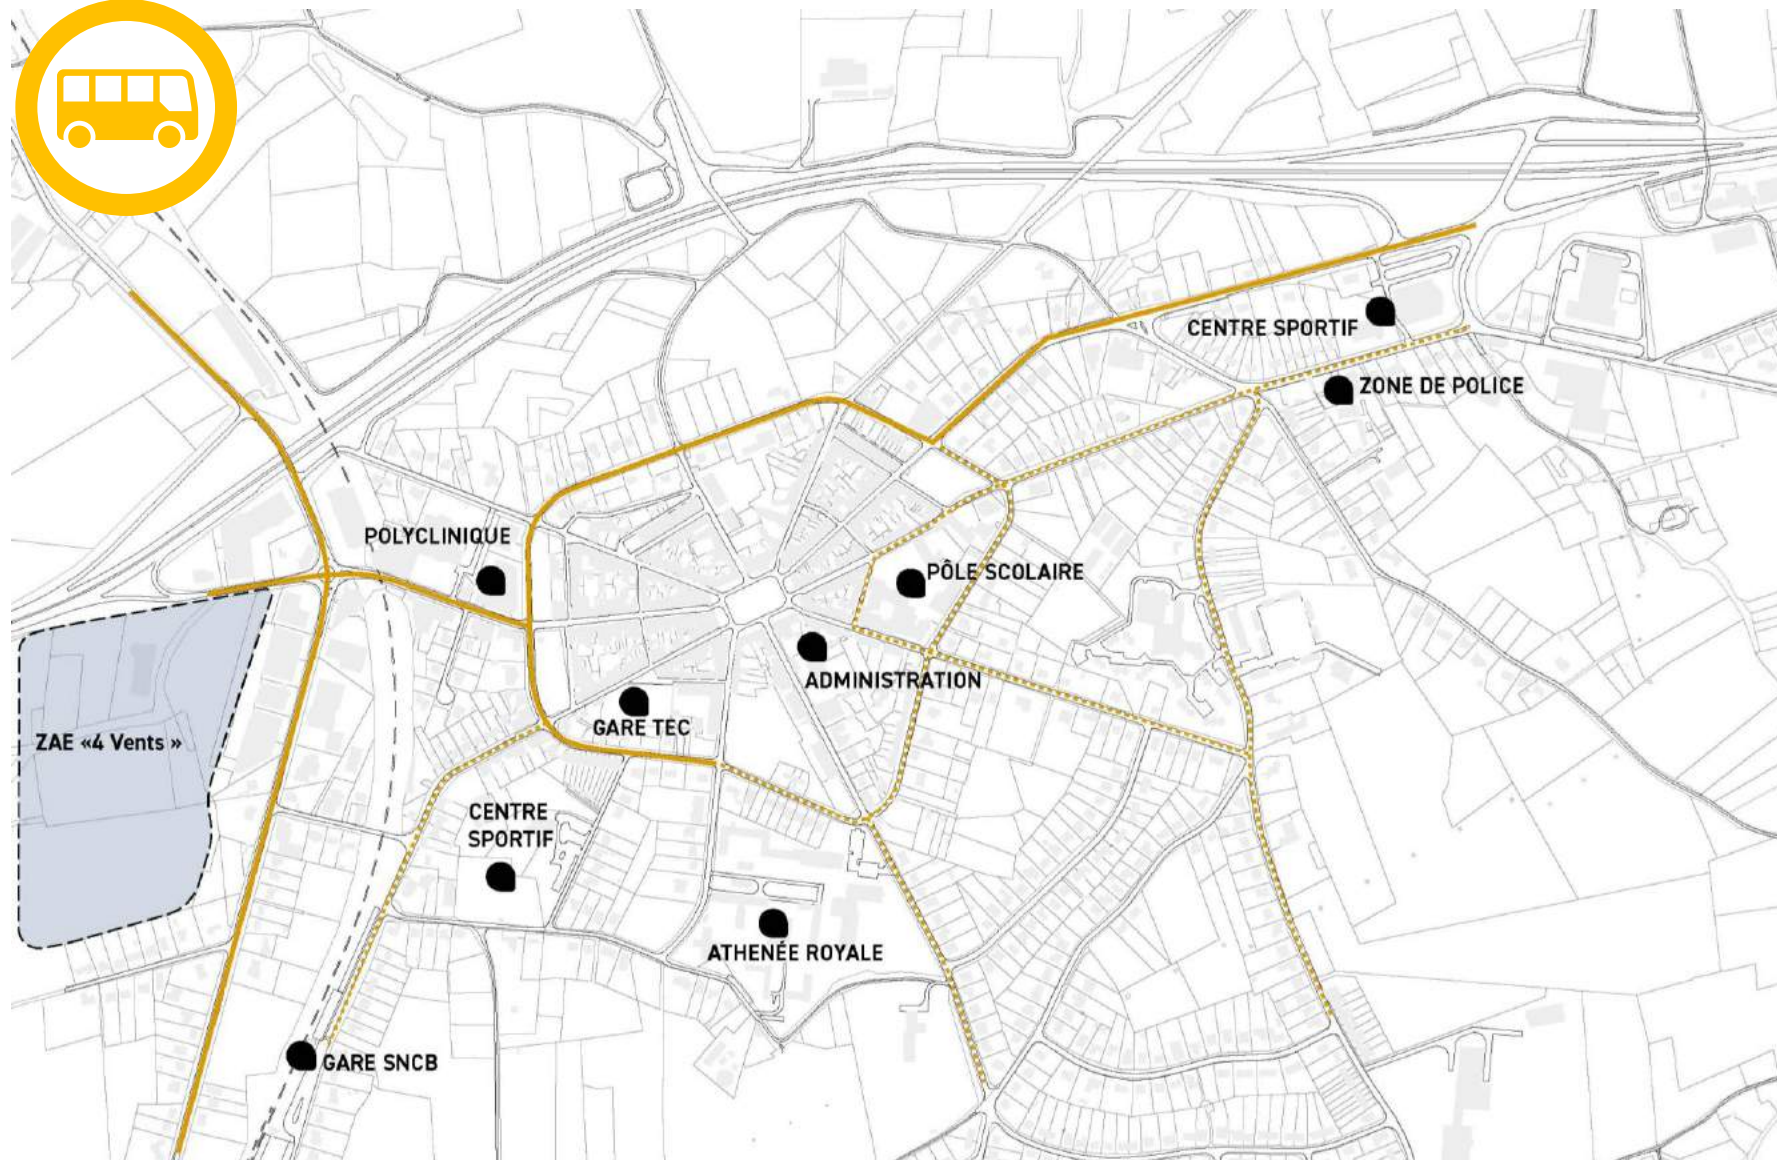 CENTRE SPORTIF
ZONE DE POLICE
POLYCLINIQUE
PÔLE SCOLAIRE
ADMINISTRATION
GARE TEC
ZAE «4 Vents »
CENTRE
SPORTIF
ATHENÉE ROYALE
GARE SNCB